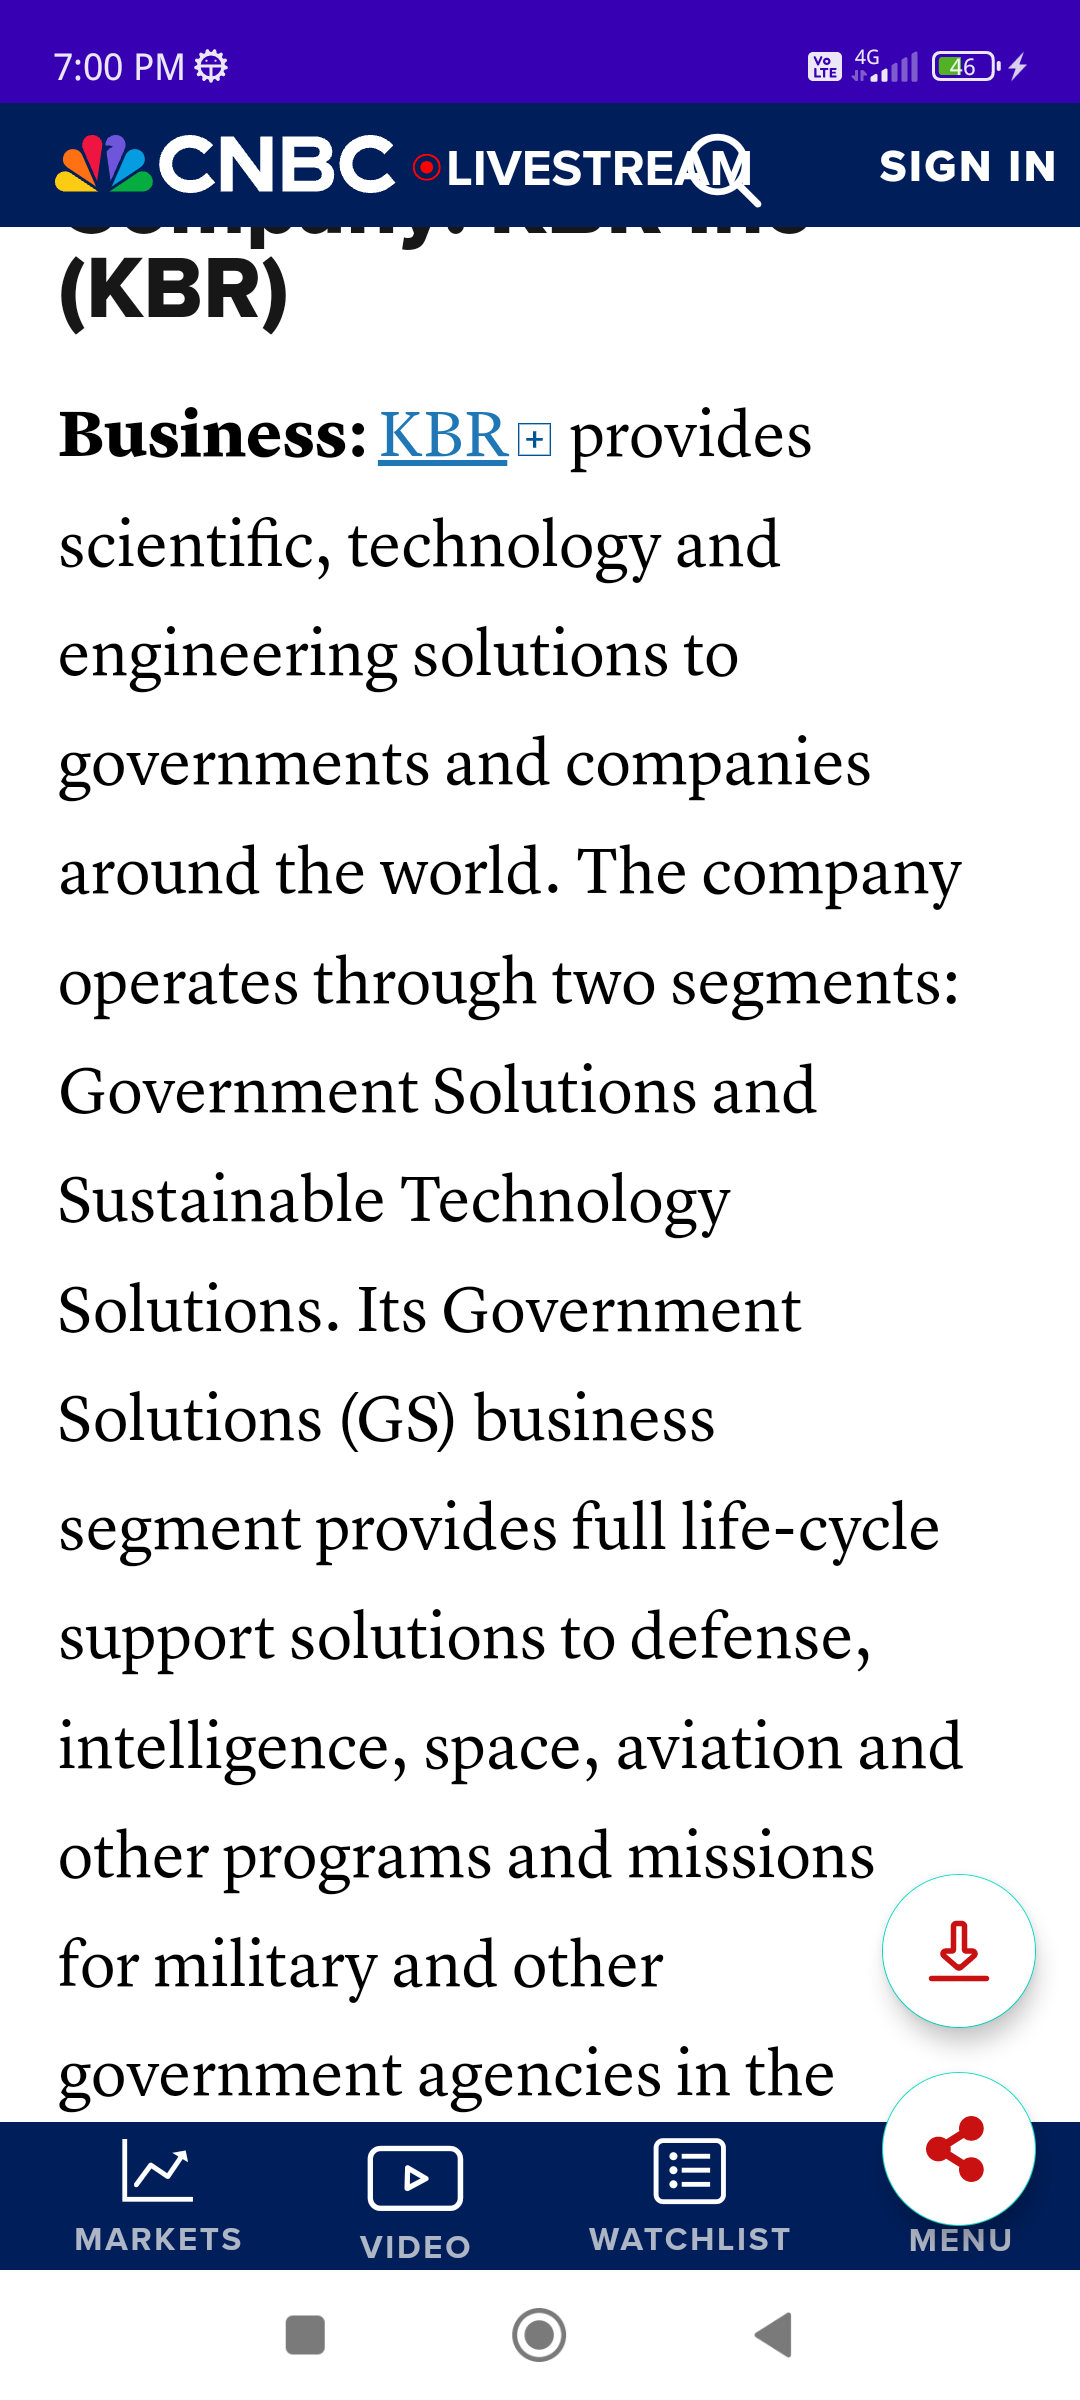 7:00 PM
Vo LTE 4G 46
CNBC LIVESTREAM SIGN IN
Company: KBR Inc
(KBR)
Business: KBR provides
scientific, technology and
engineering solutions to
governments and companies
around the world. The company
operates through two segments:
Government Solutions and
Sustainable Technology
Solutions. Its Government
Solutions (GS) business
segment provides full life-cycle
support solutions to defense,
intelligence, space, aviation and
other programs and missions
for military and other
government agencies in the
MARKETS VIDEO WATCHLIST MENU